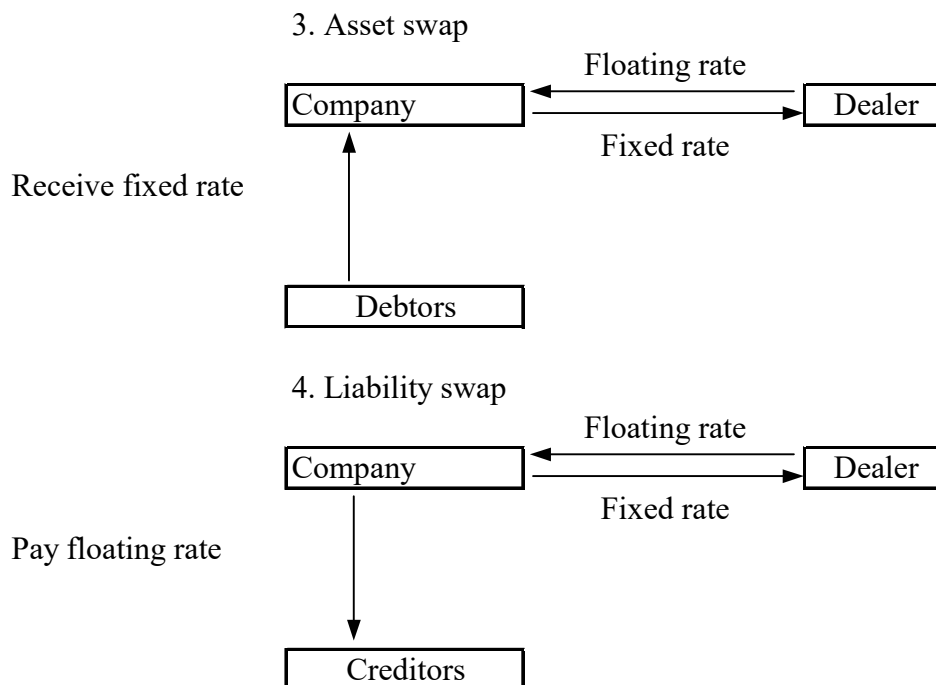 3. Asset swap
Floating rate
Company
Dealer
Fixed rate
Receive fixed rate
Debtors
4. Liability swap
Floating rate
Company
Dealer
Fixed rate
Pay floating rate
Creditors